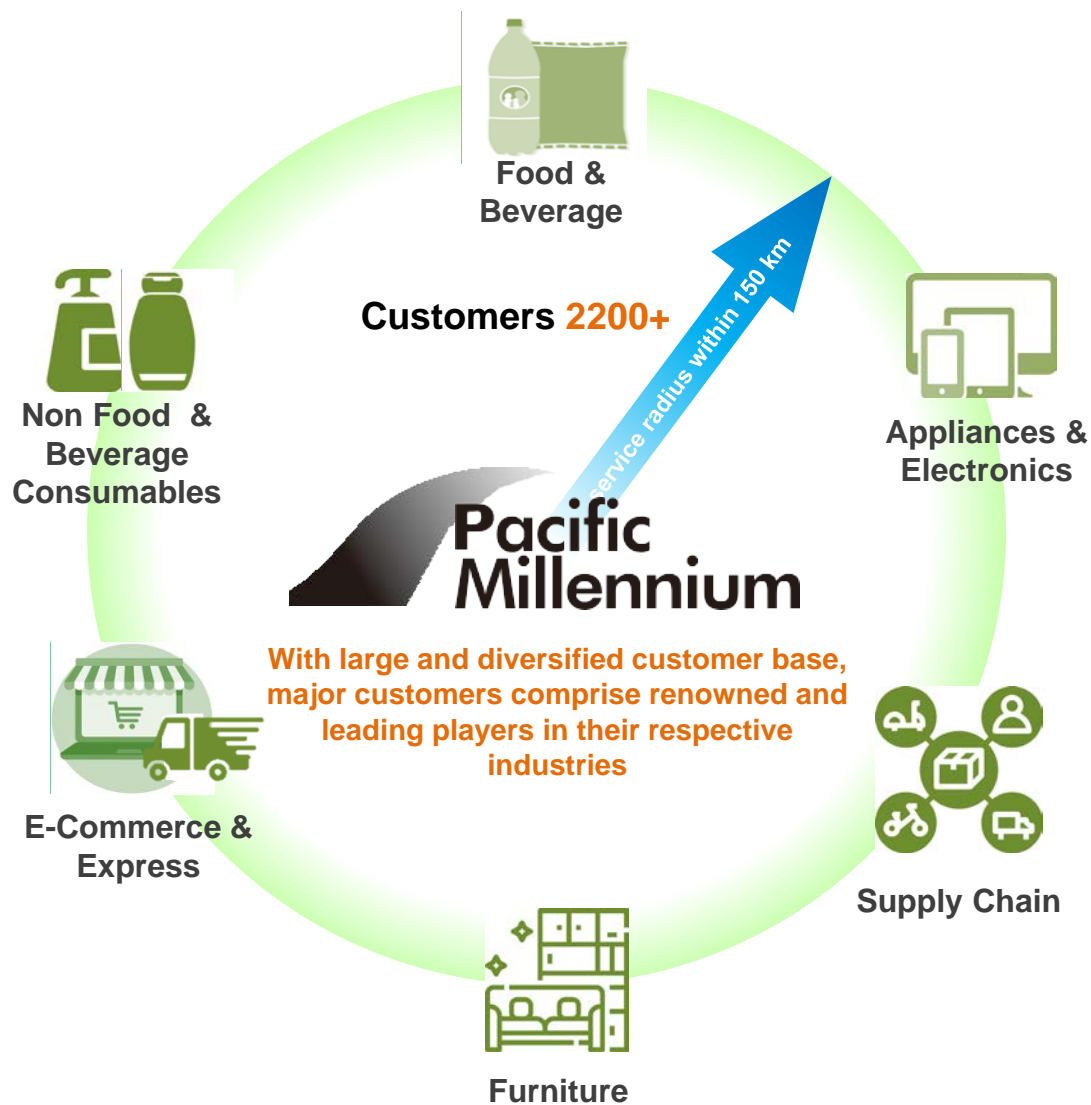 Food &
Beverage
service radius within 150 km
Customers 2200+
Non Food &
Beverage
Consumables
Appliances &
Electronics
Pacific
Millennium
With large and diversified customer base,
major customers comprise renowned and
leading players in their respective
industries
E-Commerce &
Express
Supply Chain
Furniture